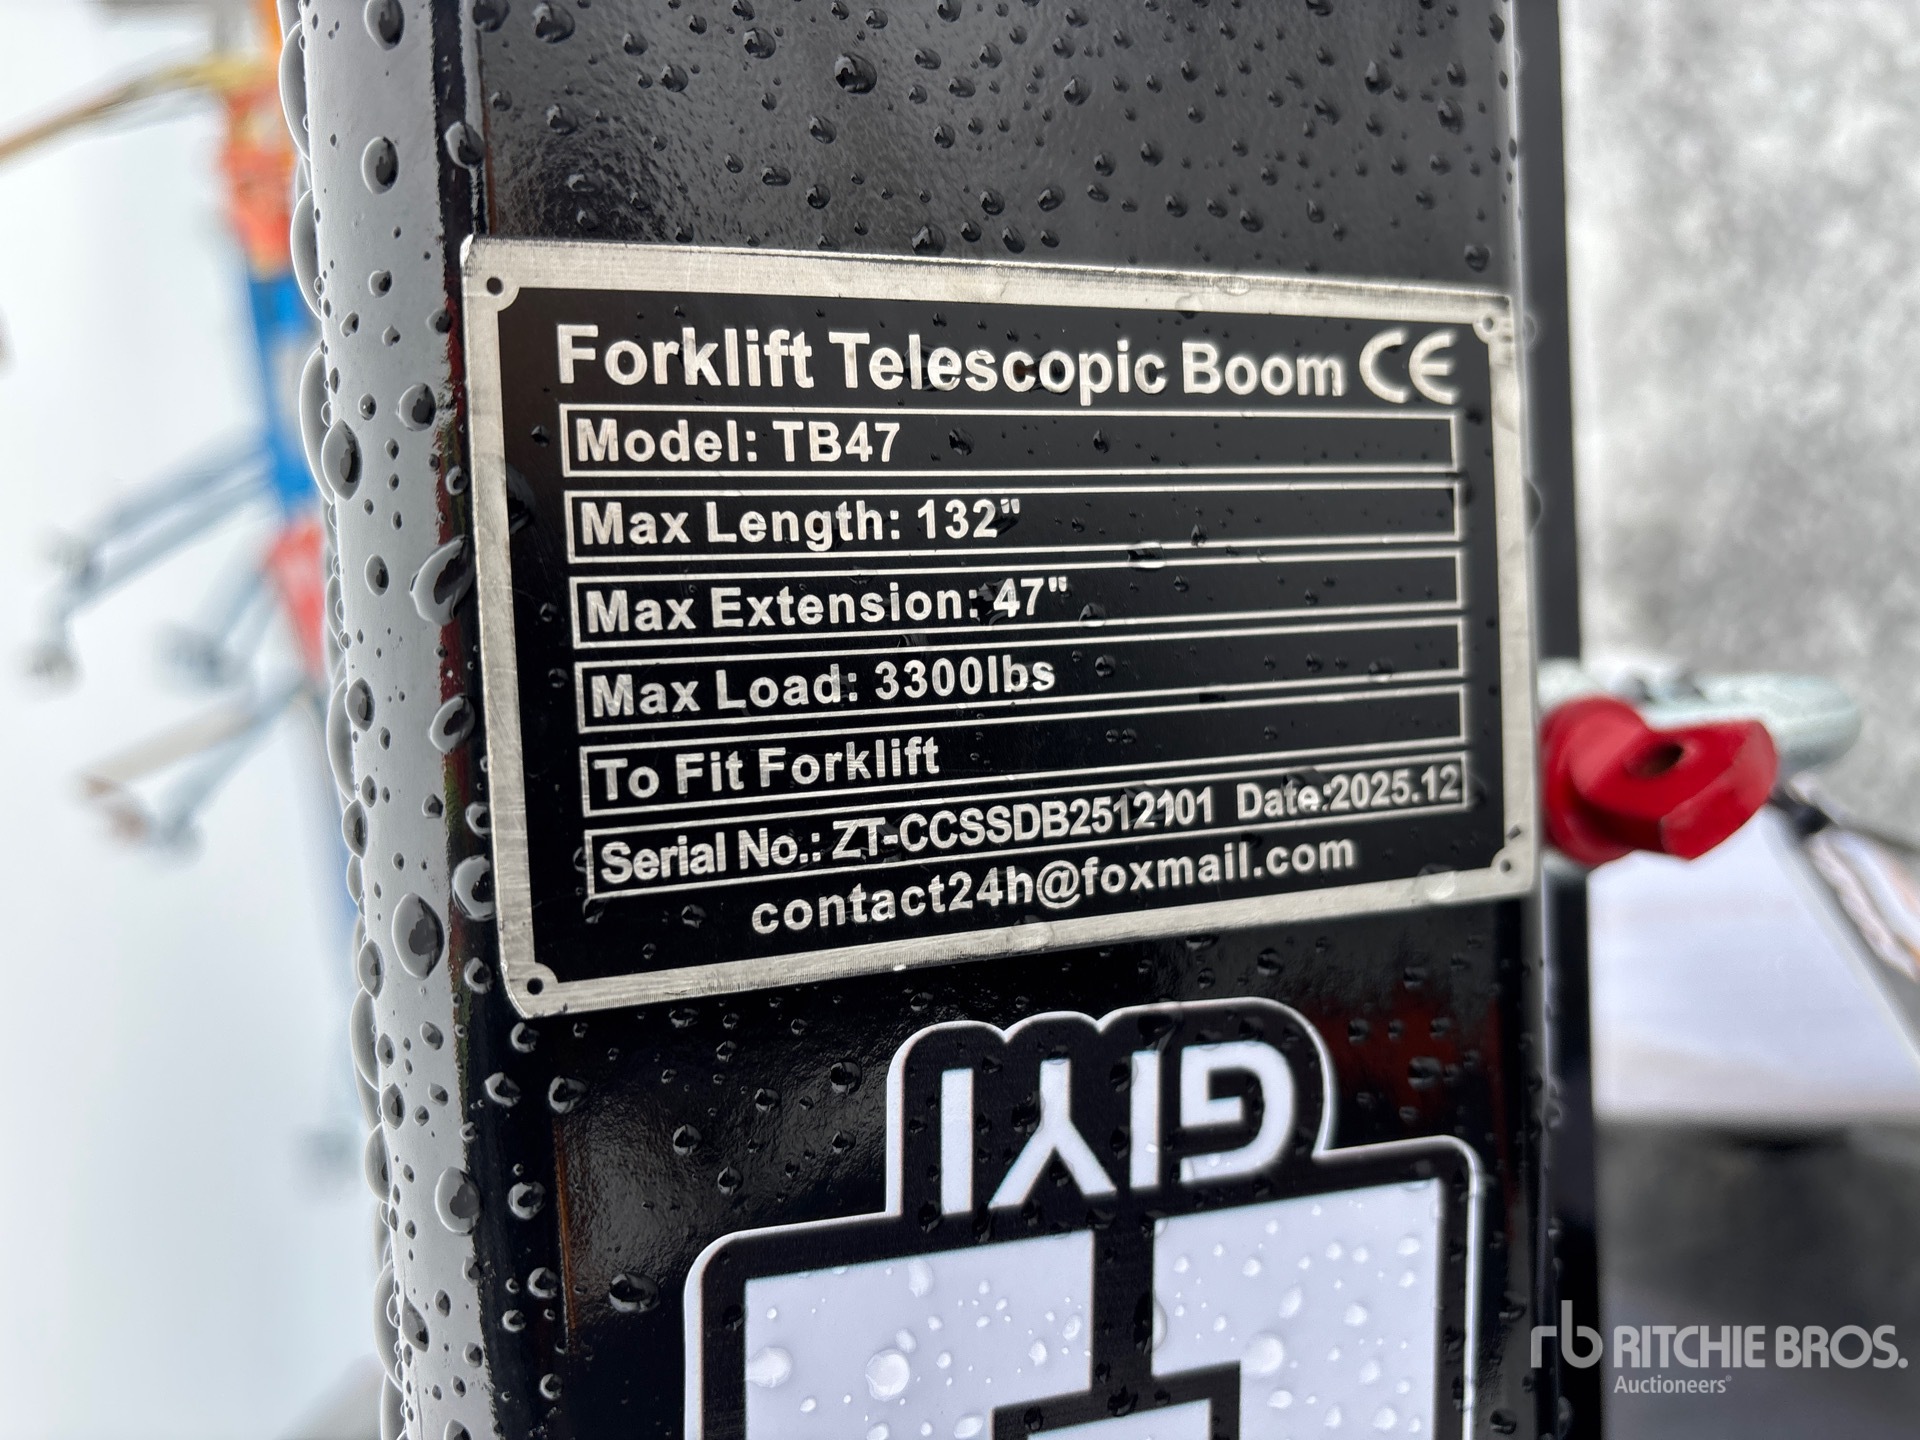 Forklift Telescopic Boom CE
Model: TB47
Max Length: 132"
Max Extension: 47"
Max Load: 3300lbs
To Fit Forklift
Serial No.: ZT-CCSSDB2512101 Date:2025.12
contact24h@foxmail.com
GIYI
rb RITCHIE BROS.
Auctioneers